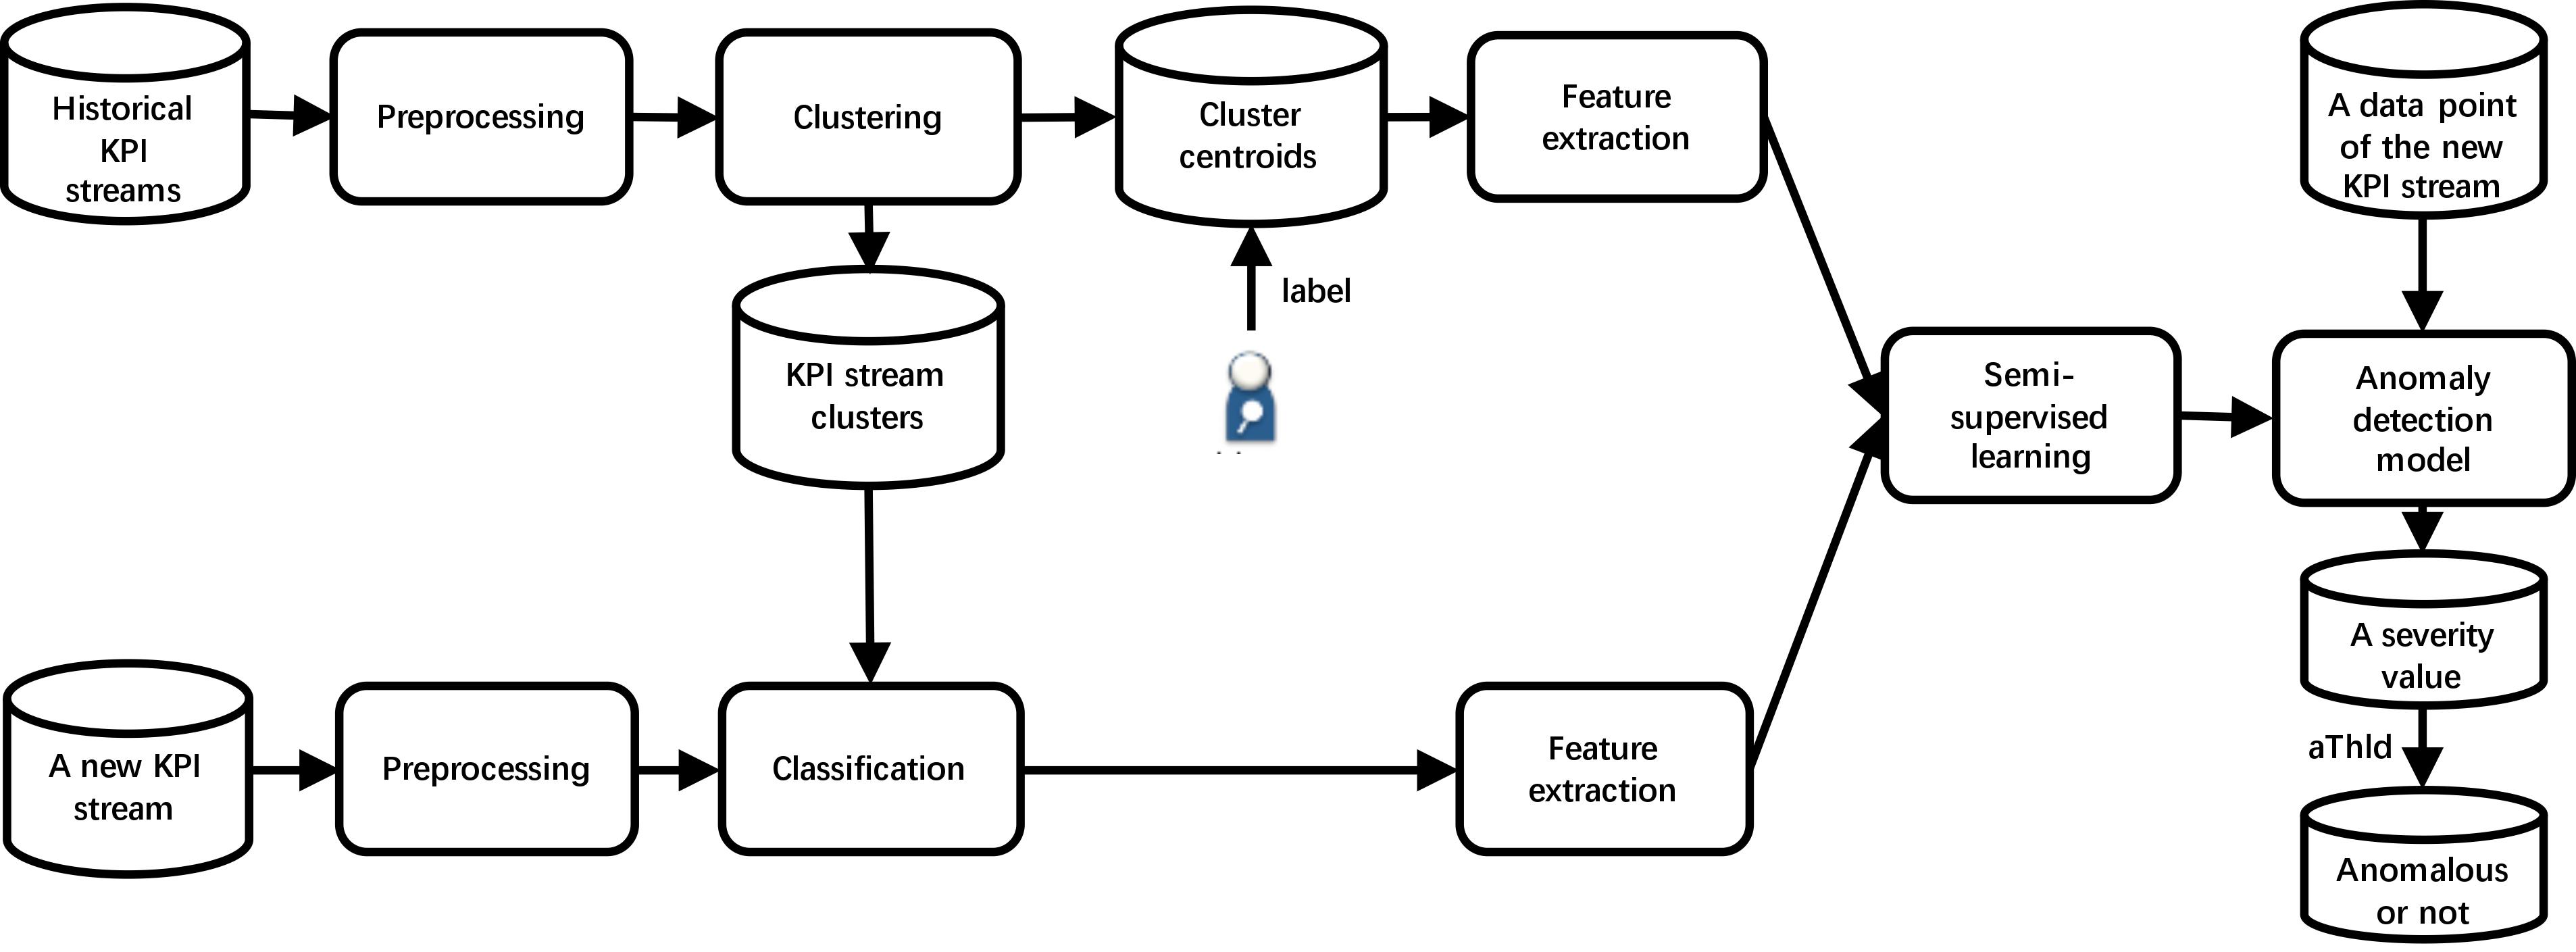 Historical
KPI
streams
Preprocessing
Clustering
Cluster
centroids
Feature
extraction
A data point
of the new
KPI stream
label
KPI stream
clusters
Semi-
supervised
learning
Anomaly
detection
model
A severity
value
aThld
Anomalous
or not
A new KPI
stream
Preprocessing
Classification
Feature
extraction